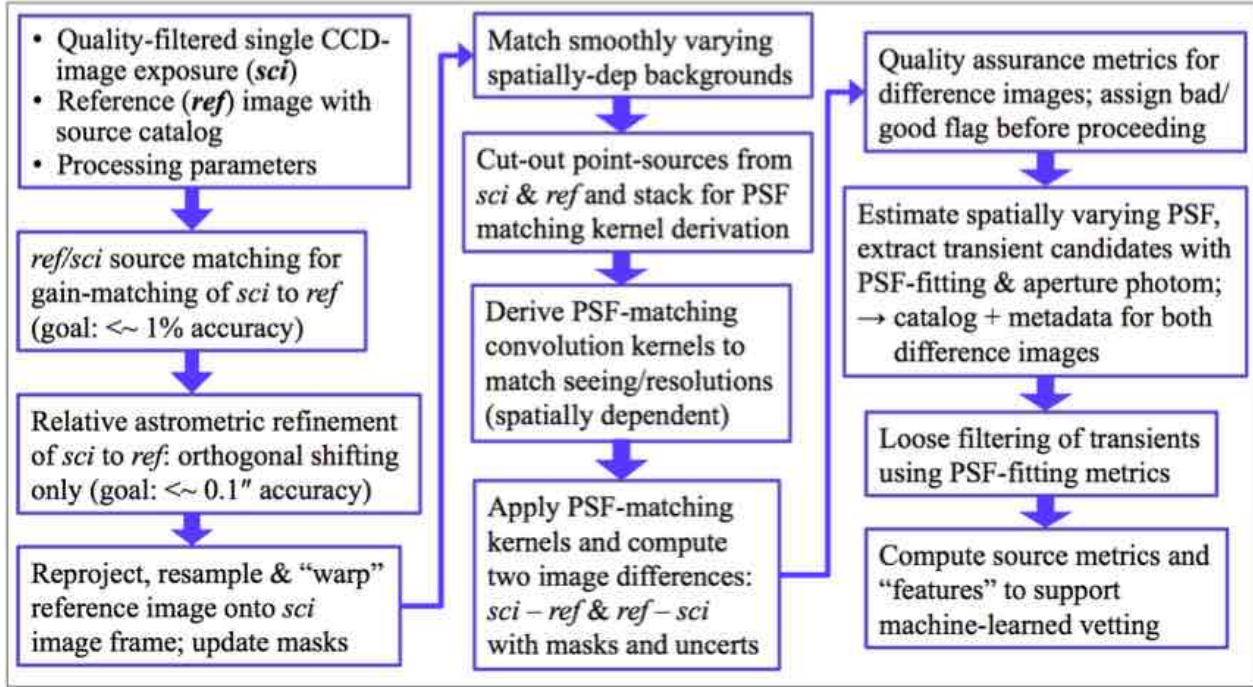 • Quality-filtered single CCD-
image exposure (sci)
• Reference (ref) image with
source catalog
• Processing parameters
ref/sci source matching for
gain-matching of sci to ref
(goal: <~ 1% accuracy)
Relative astrometric refinement
of sci to ref: orthogonal shifting
only (goal: <~ 0.1″ accuracy)
Reproject, resample & “warp”
reference image onto sci
image frame; update masks
Match smoothly varying
spatially-dep backgrounds
Cut-out point-sources from
sci & ref and stack for PSF
matching kernel derivation
Derive PSF-matching
convolution kernels to
match seeing/resolutions
(spatially dependent)
Apply PSF-matching
kernels and compute
two image differences:
sci – ref & ref – sci
with masks and uncerts
Quality assurance metrics for
difference images; assign bad/
good flag before proceeding
Estimate spatially varying PSF,
extract transient candidates with
PSF-fitting & aperture photom;
→ catalog + metadata for both
difference images
Loose filtering of transients
using PSF-fitting metrics
Compute source metrics and
“features” to support
machine-learned vetting